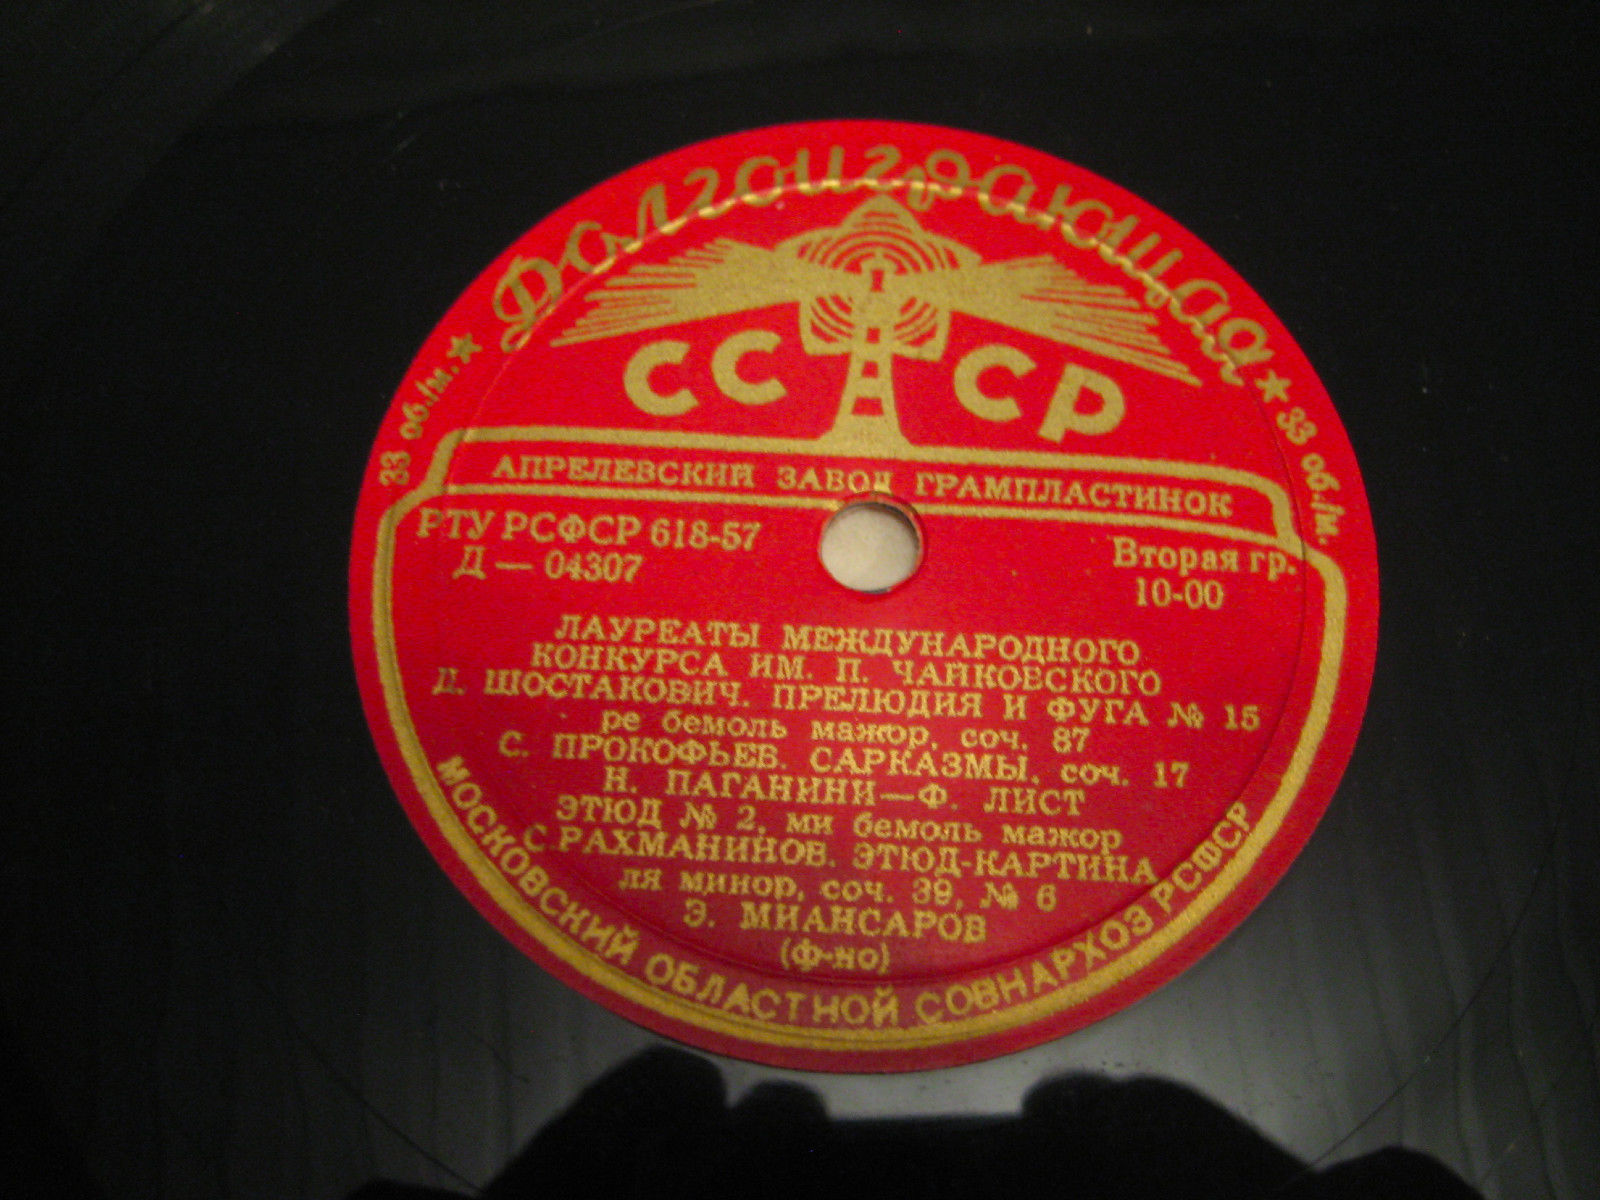 Долгоиграющая
33 об./м. ★
★ 33 об./м.
СССР
АПРЕЛЕВСКИЙ ЗАВОД ГРАМПЛАСТИНОК
РТУ РСФСР 618-57
Д — 04307
Вторая гр.
10-00
ЛАУРЕАТЫ МЕЖДУНАРОДНОГО
КОНКУРСА ИМ. П. ЧАЙКОВСКОГО
Д. ШОСТАКОВИЧ. ПРЕЛЮДИЯ И ФУГА № 15
ре бемоль мажор, соч. 87
С. ПРОКОФЬЕВ. САРКАЗМЫ, соч. 17
Н. ПАГАНИНИ—Ф. ЛИСТ
ЭТЮД № 2, ми бемоль мажор
С. РАХМАНИНОВ. ЭТЮД-КАРТИНА
ля минор, соч. 39, № 6
Э. МИАНСАРОВ
(ф-но)
МОСКОВСКИЙ ОБЛАСТНОЙ СОВНАРХОЗ РСФСР